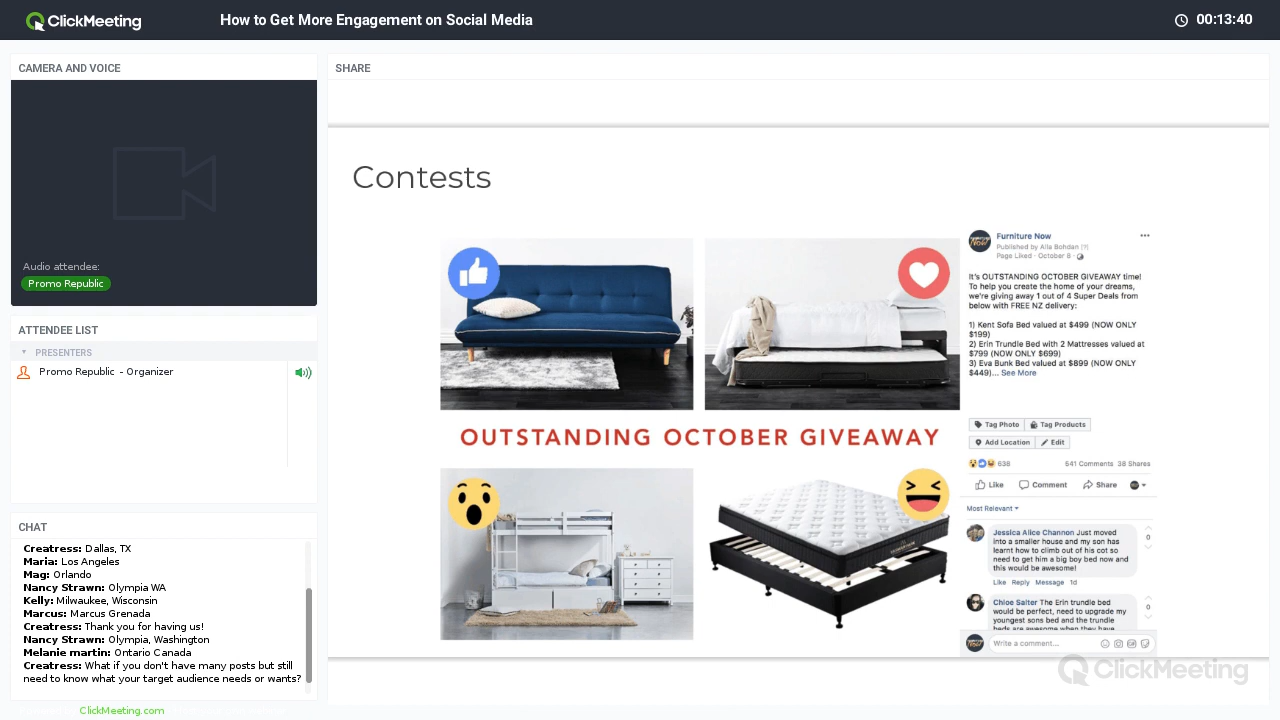 ClickMeeting
How to Get More Engagement on Social Media
00:13:40
CAMERA AND VOICE
Audio attendee:
Promo Republic
ATTENDEE LIST
PRESENTERS
Promo Republic - Organizer
CHAT
Creatress: Dallas, TX
Maria: Los Angeles
Mag: Orlando
Nancy Strawn: Olympia WA
Kelly: Milwaukee, Wisconsin
Marcus: Marcus Grenada
Creatress: Thank you for having us!
Nancy Strawn: Olympia, Washington
Melanie martin: Ontario Canada
Creatress: What if you don't have many posts but still
need to know what your target audience needs or wants?
ClickMeeting.com
SHARE
Contests
OUTSTANDING OCTOBER GIVEAWAY
Furniture Now
Published by Alla Bohdan [?]
Page Liked · October 8 ·
It's OUTSTANDING OCTOBER GIVEAWAY time!
To help you create the home of your dreams,
we're giving away 1 out of 4 Super Deals from
below with FREE NZ delivery:
1) Kent Sofa Bed valued at $499 (NOW ONLY
$199)
2) Erin Trundle Bed with 2 Mattresses valued at
$799 (NOW ONLY $699)
3) Eva Bunk Bed valued at $899 (NOW ONLY
$449)... See More
Tag Photo Tag Products
Add Location Edit
638 541 Comments 38 Shares
Like Comment Share
Most Relevant
Jessica Alice Channon Just moved
into a smaller house and my son has
learnt how to climb out of his cot so
need to get him a big boy bed now and
this would be awesome!
0
Like Reply Message 1d
Chloe Salter The Erin trundle bed
would be perfect, need to upgrade my
youngest sons bed and the trundle
beds are awesome when they have
0
Write a comment...
ClickMeeting